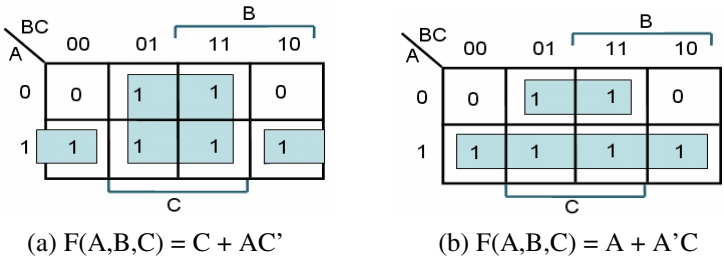 B
BC
A
00 01 11 10
0 0 1 1 0
1 1 1 1 1
C
(a) F(A,B,C) = C + AC’
B
BC
A
00 01 11 10
0 0 1 1 0
1 1 1 1 1
C
(b) F(A,B,C) = A + A’C